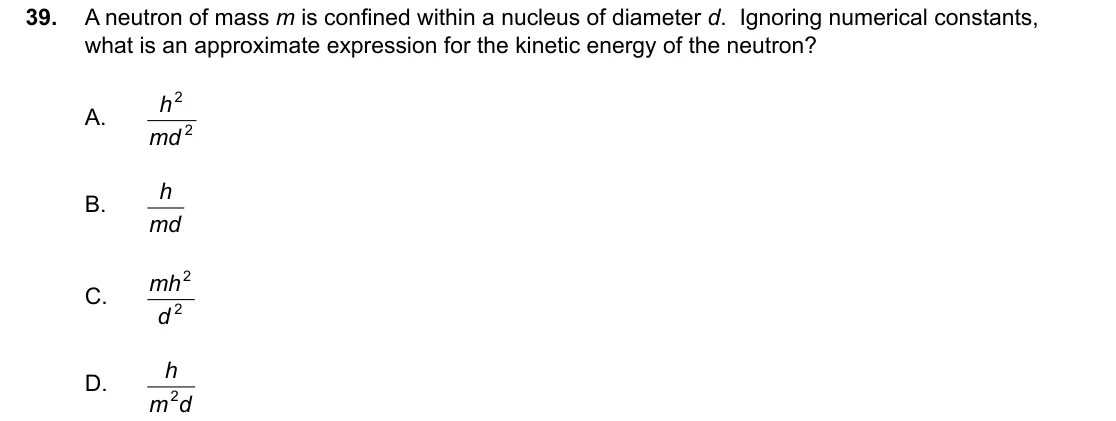 39. A neutron of mass m is confined within a nucleus of diameter d. Ignoring numerical constants,
what is an approximate expression for the kinetic energy of the neutron?
A. h²/md²
B. h/md
C. mh²/d²
D. h/m²d